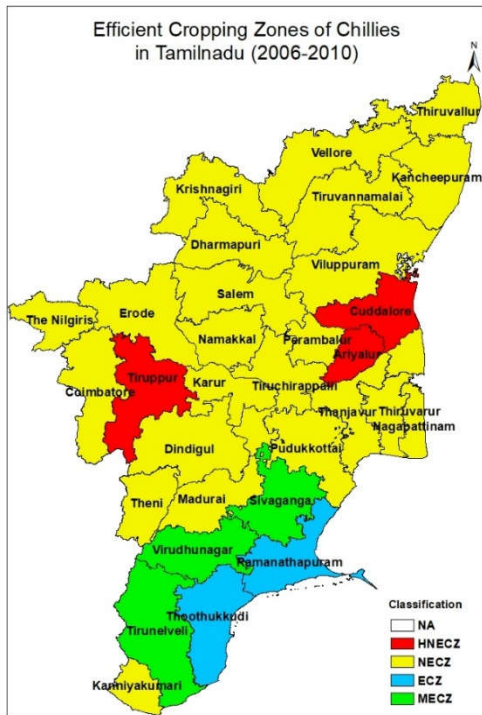 Efficient Cropping Zones of Chillies
in Tamilnadu (2006-2010)
N
Thiruvallur
Vellore
Kancheepuram
Krishnagiri
Tiruvannamalai
Dharmapuri
Viluppuram
Salem
Cuddalore
The Nilgiris
Erode
Namakkal
Perambalur
Ariyalur
Tiruppur
Coimbatore
Karur
Tiruchirappalli
Thanjavur
Thiruvarur
Nagapattinam
Dindigul
Pudukkottai
Theni
Madurai
Sivaganga
Virudhunagar
Ramanathapuram
Thoothukkudi
Tirunelveli
Kanniyakumari
Classification
NA
HNECZ
NECZ
ECZ
MECZ